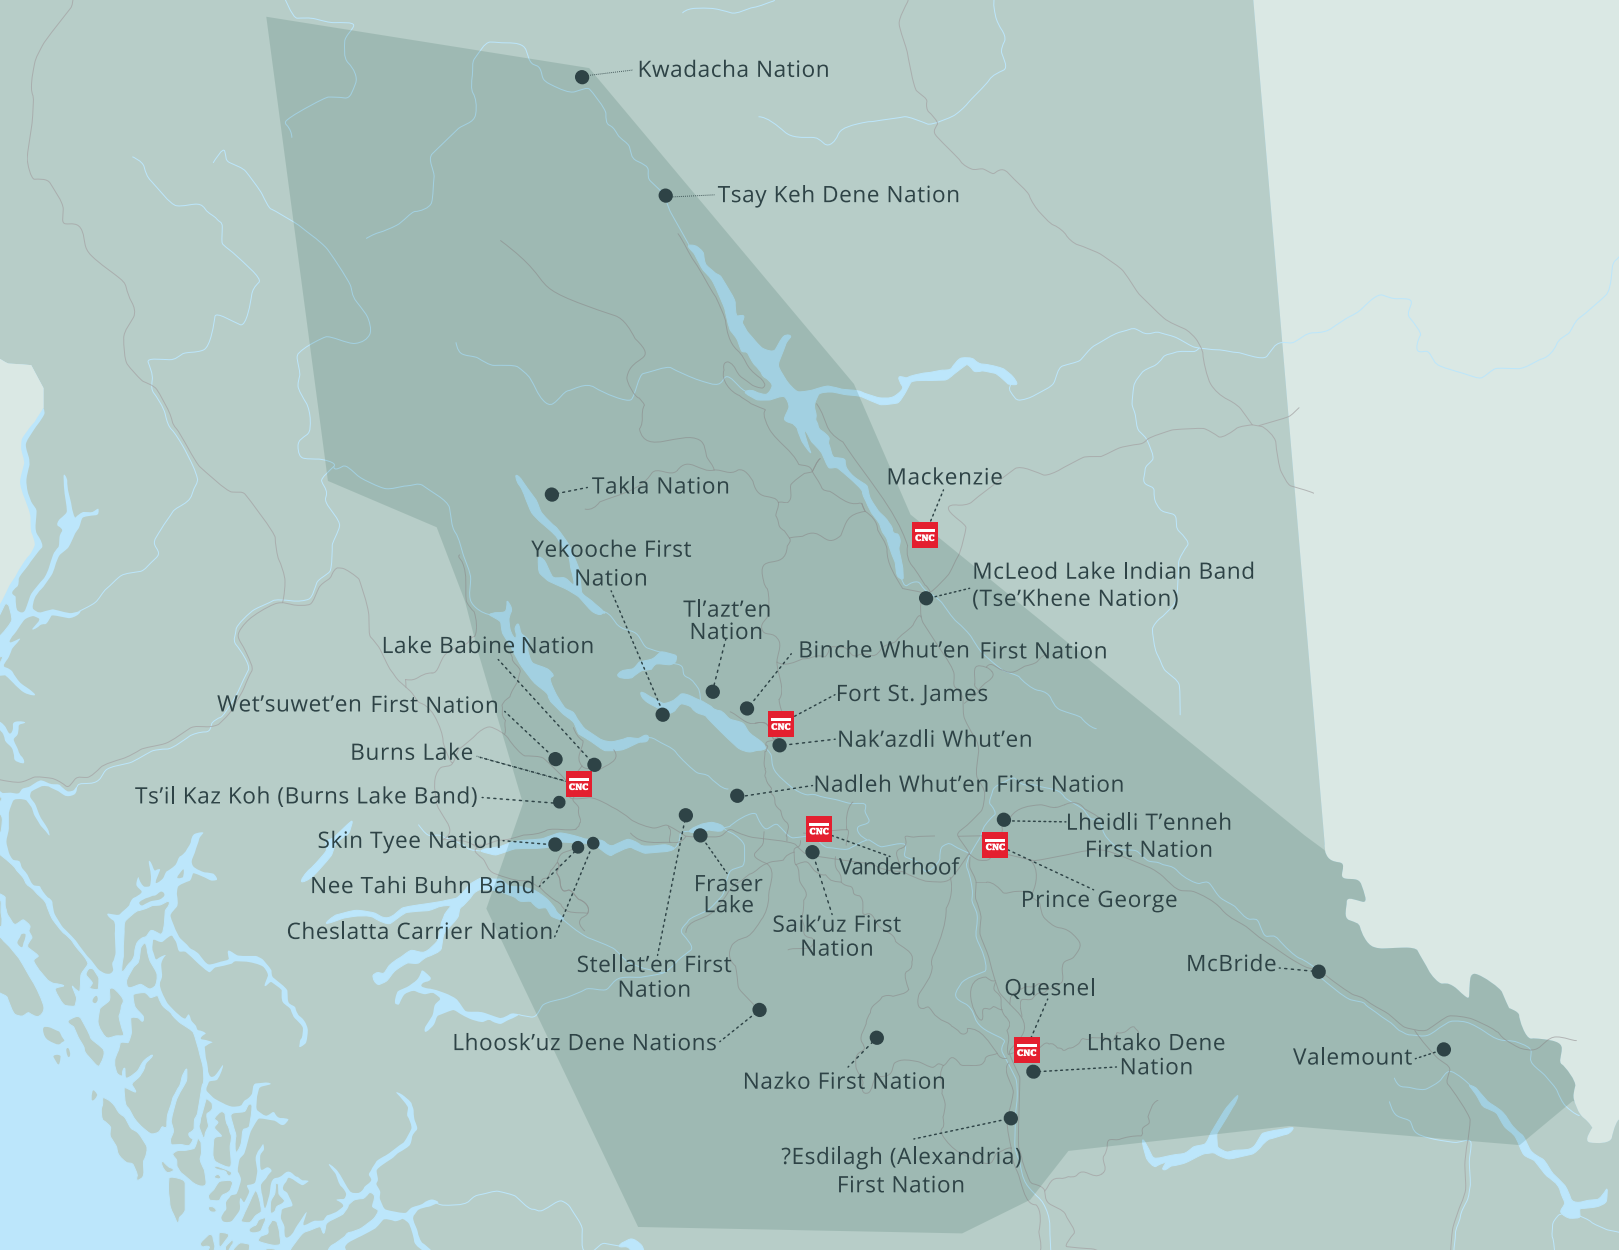 Kwadacha Nation
Tsay Keh Dene Nation
Mackenzie
CNC
Takla Nation
Yekooche First
Nation
McLeod Lake Indian Band
(Tse’Khene Nation)
Tl’azt’en
Nation
Lake Babine Nation
Binche Whut’en First Nation
Wet’suwet’en First Nation
Fort St. James
CNC
Nak’azdli Whut’en
Burns Lake
CNC
Nadleh Whut’en First Nation
Ts’il Kaz Koh (Burns Lake Band)
CNC
Lheidli T’enneh
First Nation
Skin Tyee Nation
CNC
Vanderhoof
Nee Tahi Buhn Band
Fraser
Lake
Prince George
Cheslatta Carrier Nation
Saik’uz First
Nation
Stellat’en First
Nation
McBride
Quesnel
Lhoosk’uz Dene Nations
CNC
Lhtako Dene
Nation
Valemount
Nazko First Nation
?Esdilagh (Alexandria)
First Nation